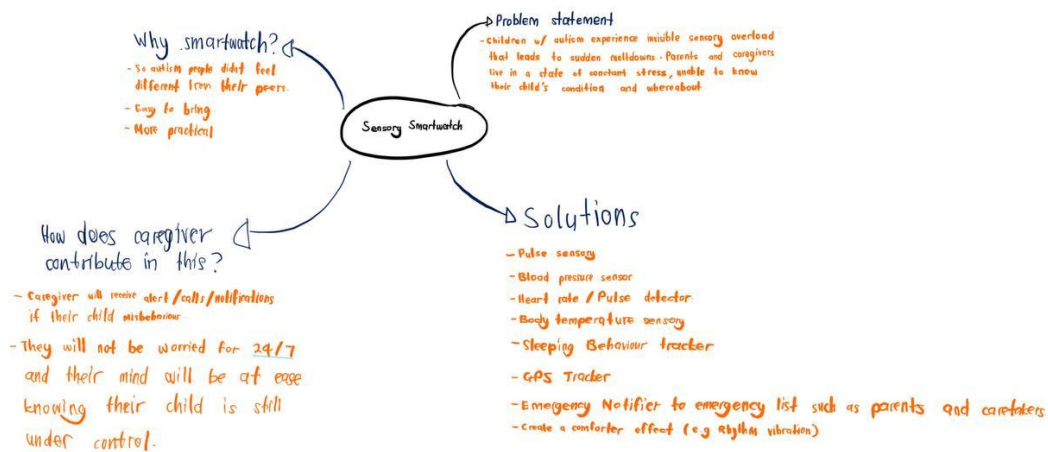 Why smartwatch?
- So autism people didn't feel
different from their peers.
- Easy to bring
- More practical
Problem statement
- Children w/ autism experience invisible sensory overload
that leads to sudden meltdowns. Parents and caregivers
live in a state of constant stress, unable to know
their child's condition and whereabout
Sensory Smartwatch
How does caregiver
contribute in this?
- Caregiver will receive alert/calls/notifications
if their child misbehaviour
- They will not be worried for 24/7
and their mind will be at ease
knowing their child is still
under control.
Solutions
- Pulse sensory
- Blood pressure sensor
- Heart rate / Pulse detector
- Body temperature sensory
- Sleeping Behaviour tracker
- GPS Tracker
- Emergency Notifier to emergency list such as parents and caretakers.
- Create a comforter effect (e.g Rhythm vibration)